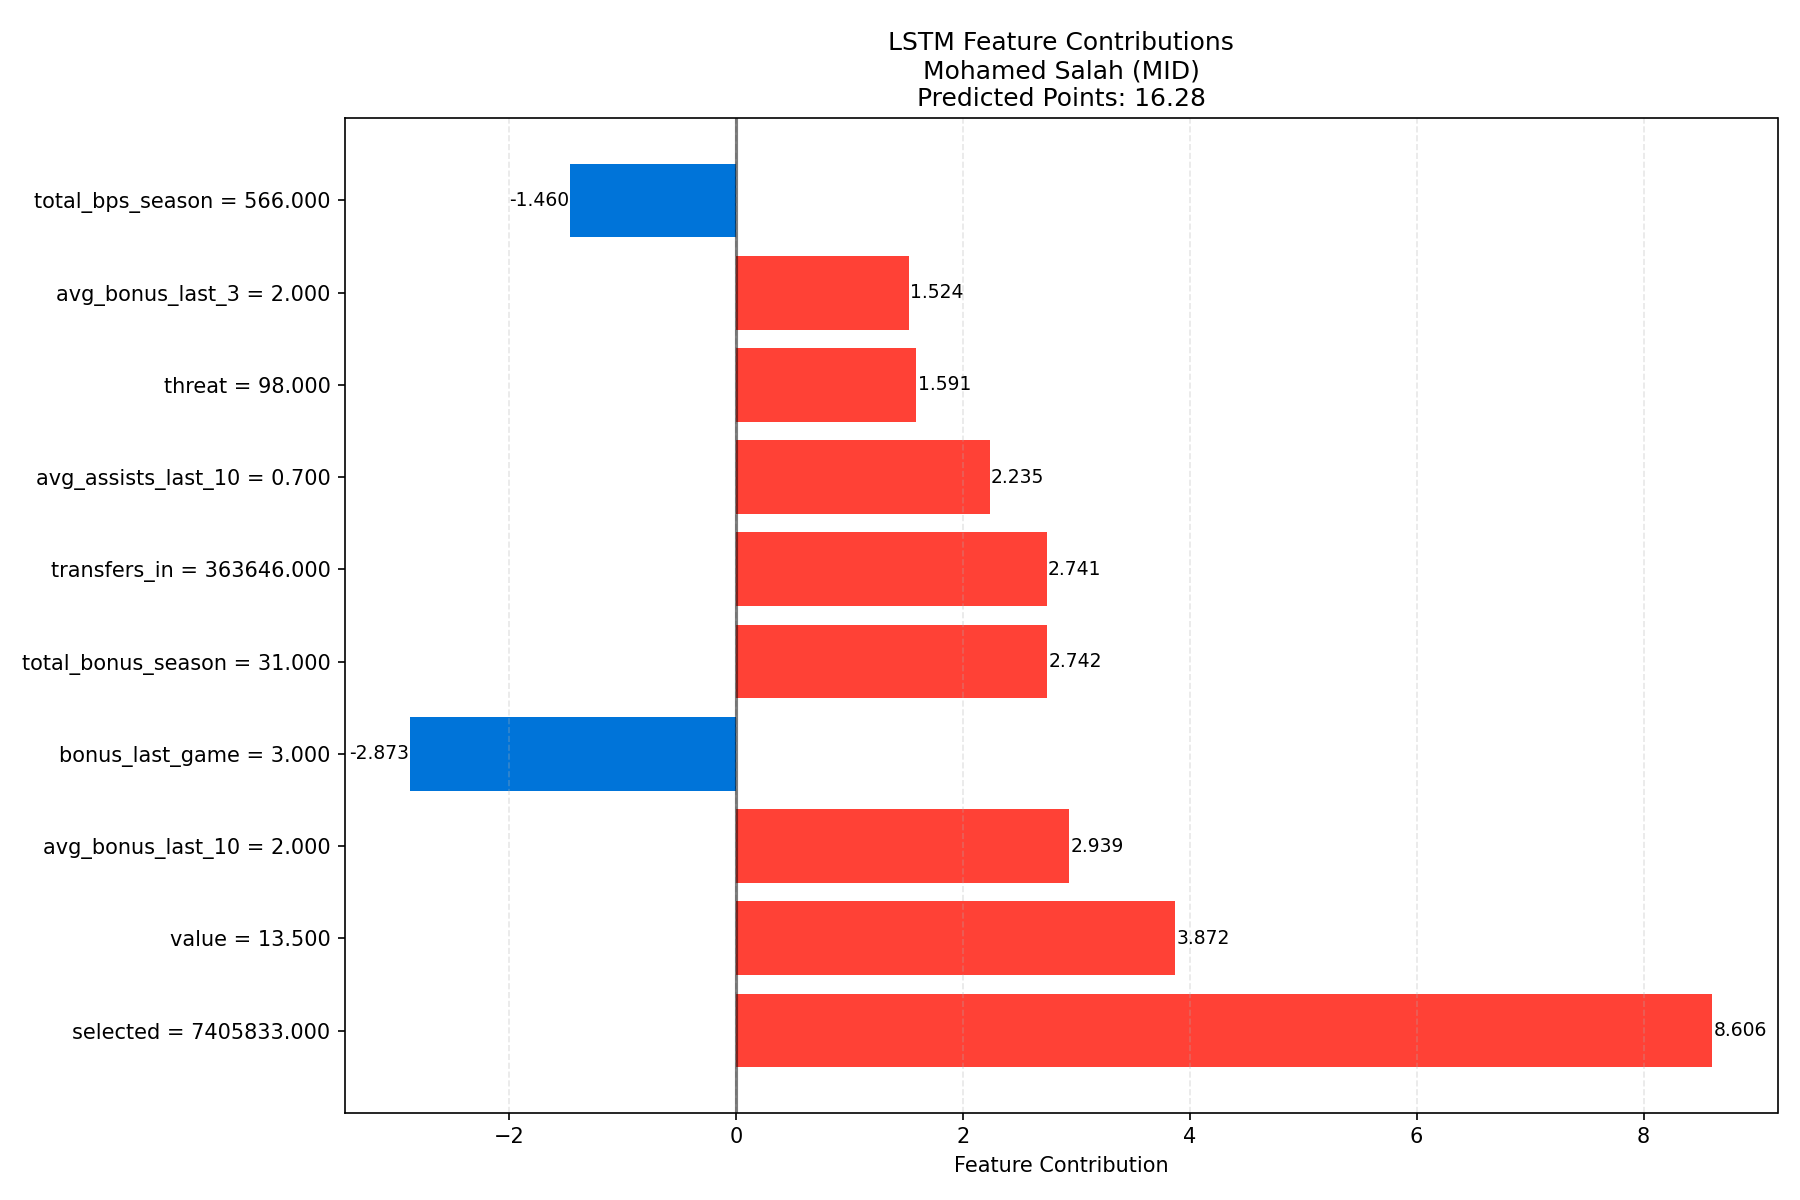 LSTM Feature Contributions
Mohamed Salah (MID)
Predicted Points: 16.28
total_bps_season = 566.000
-1.460
avg_bonus_last_3 = 2.000
1.524
threat = 98.000
1.591
avg_assists_last_10 = 0.700
2.235
transfers_in = 363646.000
2.741
total_bonus_season = 31.000
2.742
bonus_last_game = 3.000
-2.873
avg_bonus_last_10 = 2.000
2.939
value = 13.500
3.872
selected = 7405833.000
8.606
−2 0 2 4 6 8
Feature Contribution